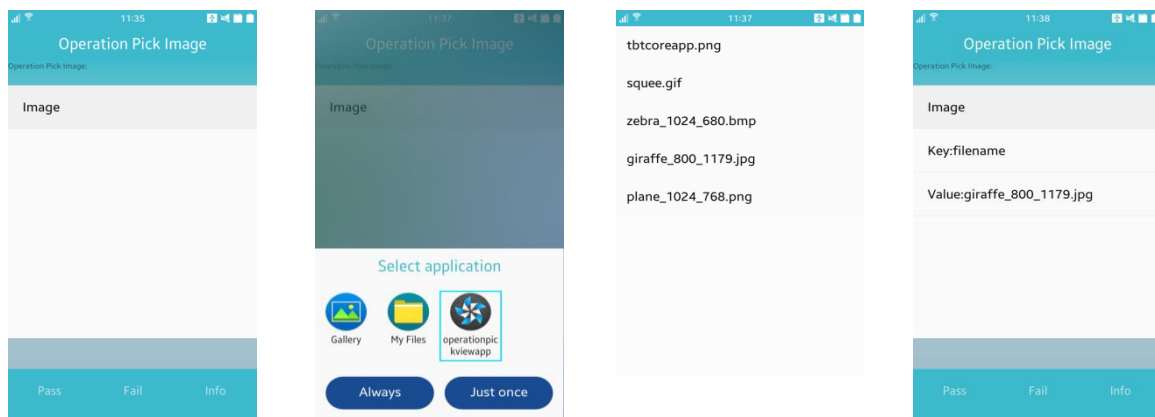 11:35
Operation Pick Image
Operation Pick Image:
Image
Pass
Fail
Info
11:37
Operation Pick Image
Operation Pick Image:
Image
Select application
Gallery
My Files
operationpic
kviewapp
Always
Just once
11:37
tbtcoreapp.png
squee.gif
zebra_1024_680.bmp
giraffe_800_1179.jpg
plane_1024_768.png
11:38
Operation Pick Image
Operation Pick Image:
Image
Key:filename
Value:giraffe_800_1179.jpg
Pass
Fail
Info